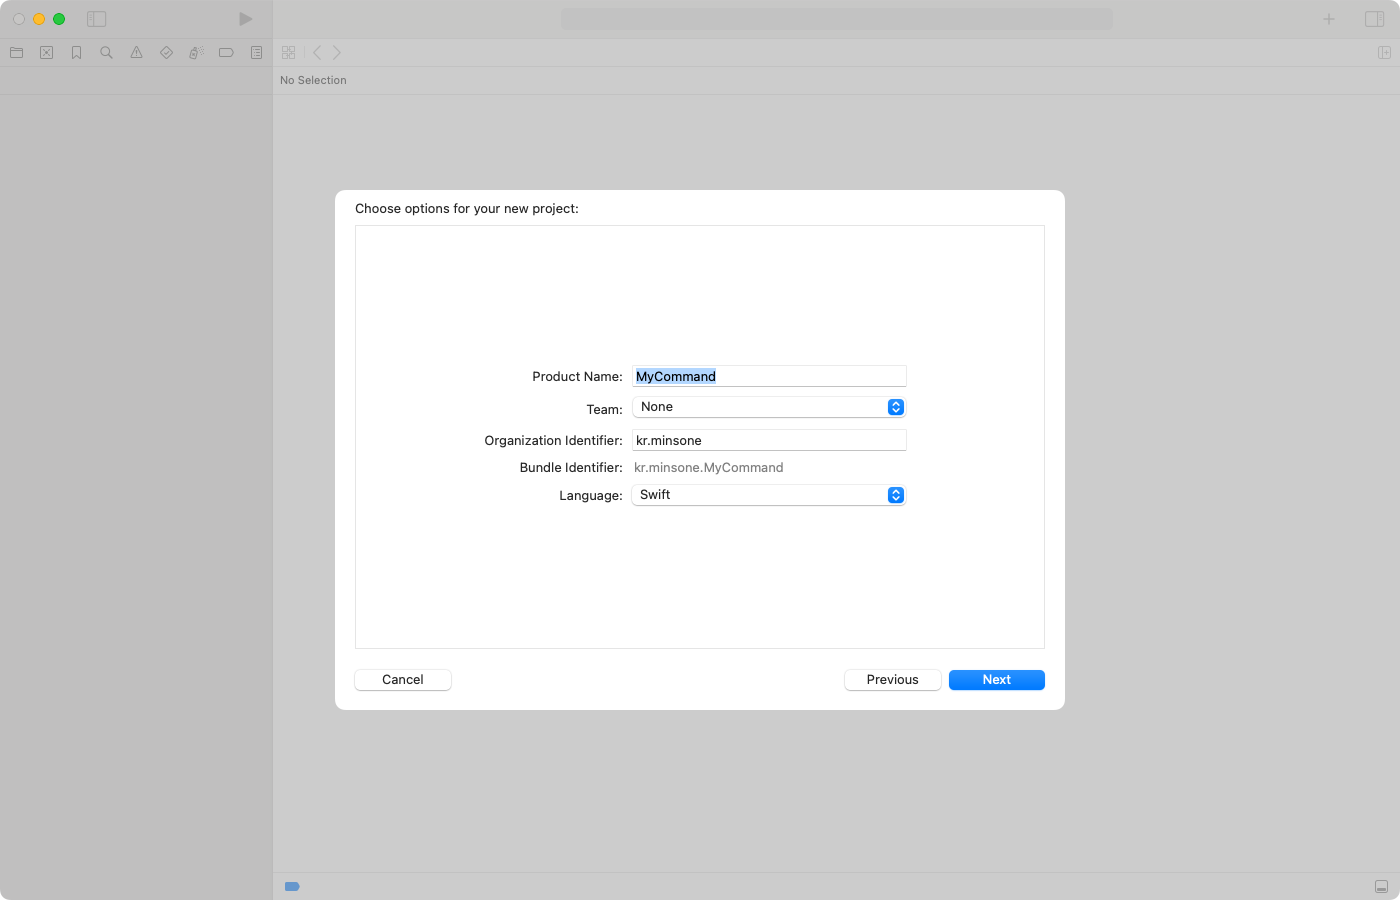 No Selection
Choose options for your new project:
Product Name: MyCommand
Team: None
Organization Identifier: kr.minsone
Bundle Identifier: kr.minsone.MyCommand
Language: Swift
Cancel Previous Next